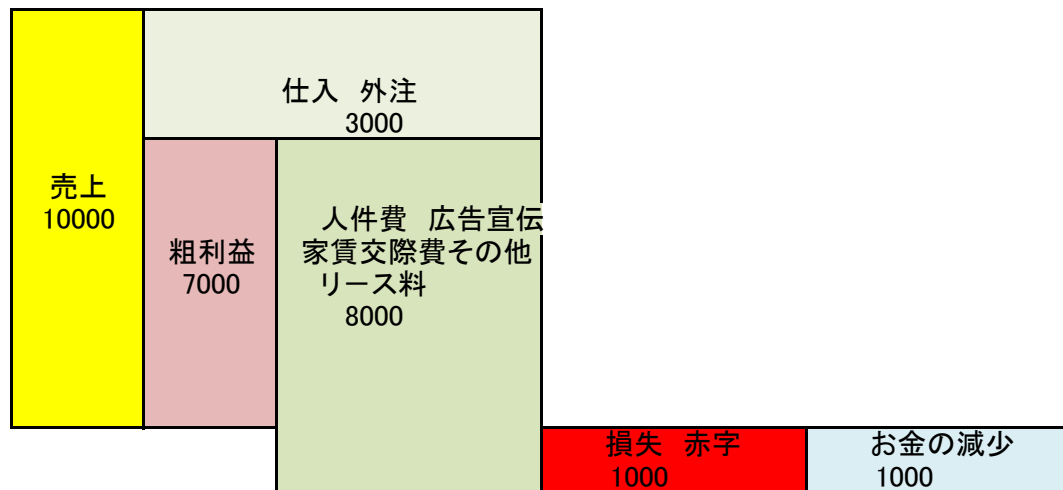 仕入 外注
3000
売上
10000
粗利益
7000
人件費 広告宣伝
家賃交際費その他
リース料
8000
損失 赤字
1000
お金の減少
1000